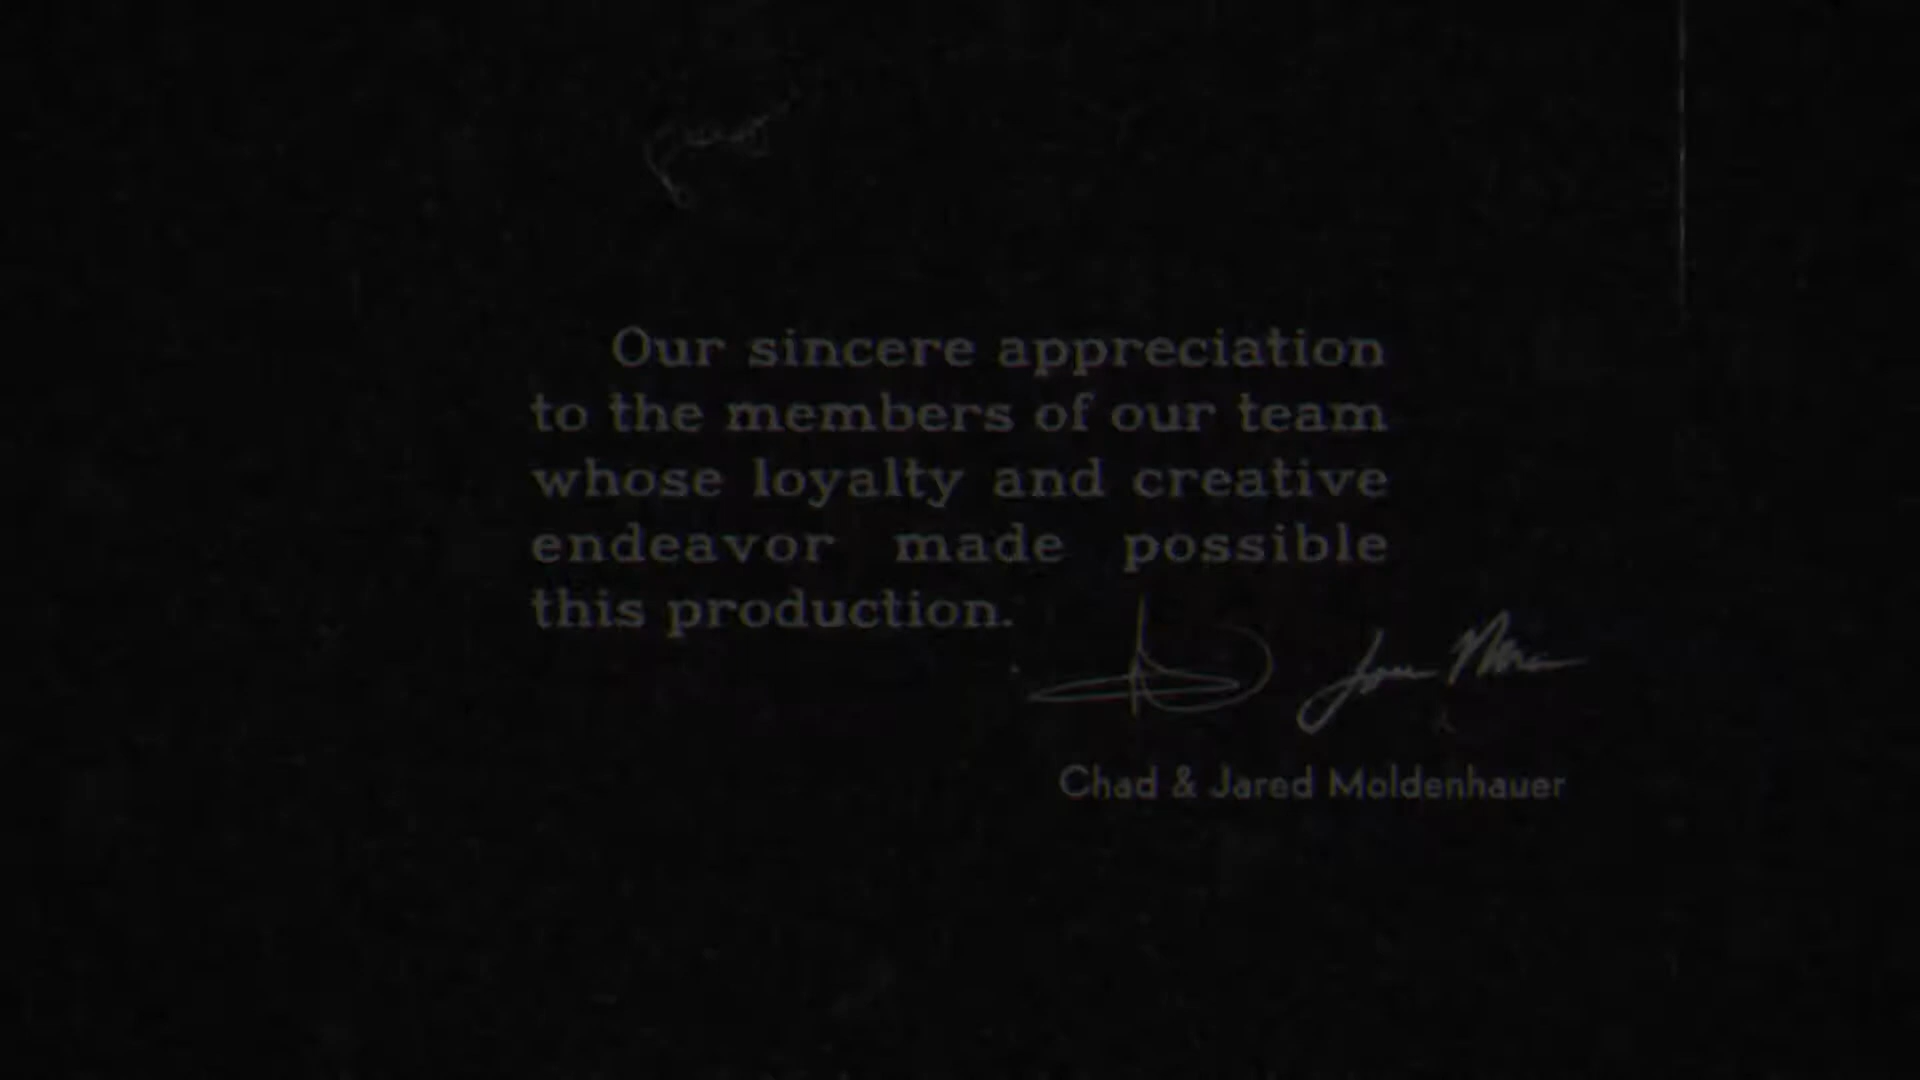 Our sincere appreciation
to the members of our team
whose loyalty and creative
endeavor made possible
this production.
Chad & Jared Moldenhauer